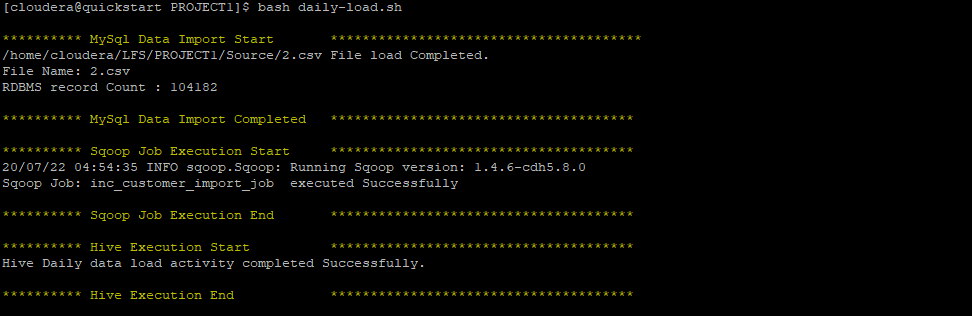 [cloudera@quickstart PROJECT1]$ bash daily-load.sh
********** MySql Data Import Start       ***************************************
/home/cloudera/LFS/PROJECT1/Source/2.csv File load Completed.
File Name: 2.csv
RDBMS record Count : 104182
********** MySql Data Import Completed   **************************************
********** Sqoop Job Execution Start     **************************************
20/07/22 04:54:35 INFO sqoop.Sqoop: Running Sqoop version: 1.4.6-cdh5.8.0
Sqoop Job: inc_customer_import_job  executed Successfully
********** Sqoop Job Execution End       **************************************
********** Hive Execution Start          **************************************
Hive Daily data load activity completed Successfully.
********** Hive Execution End            **************************************